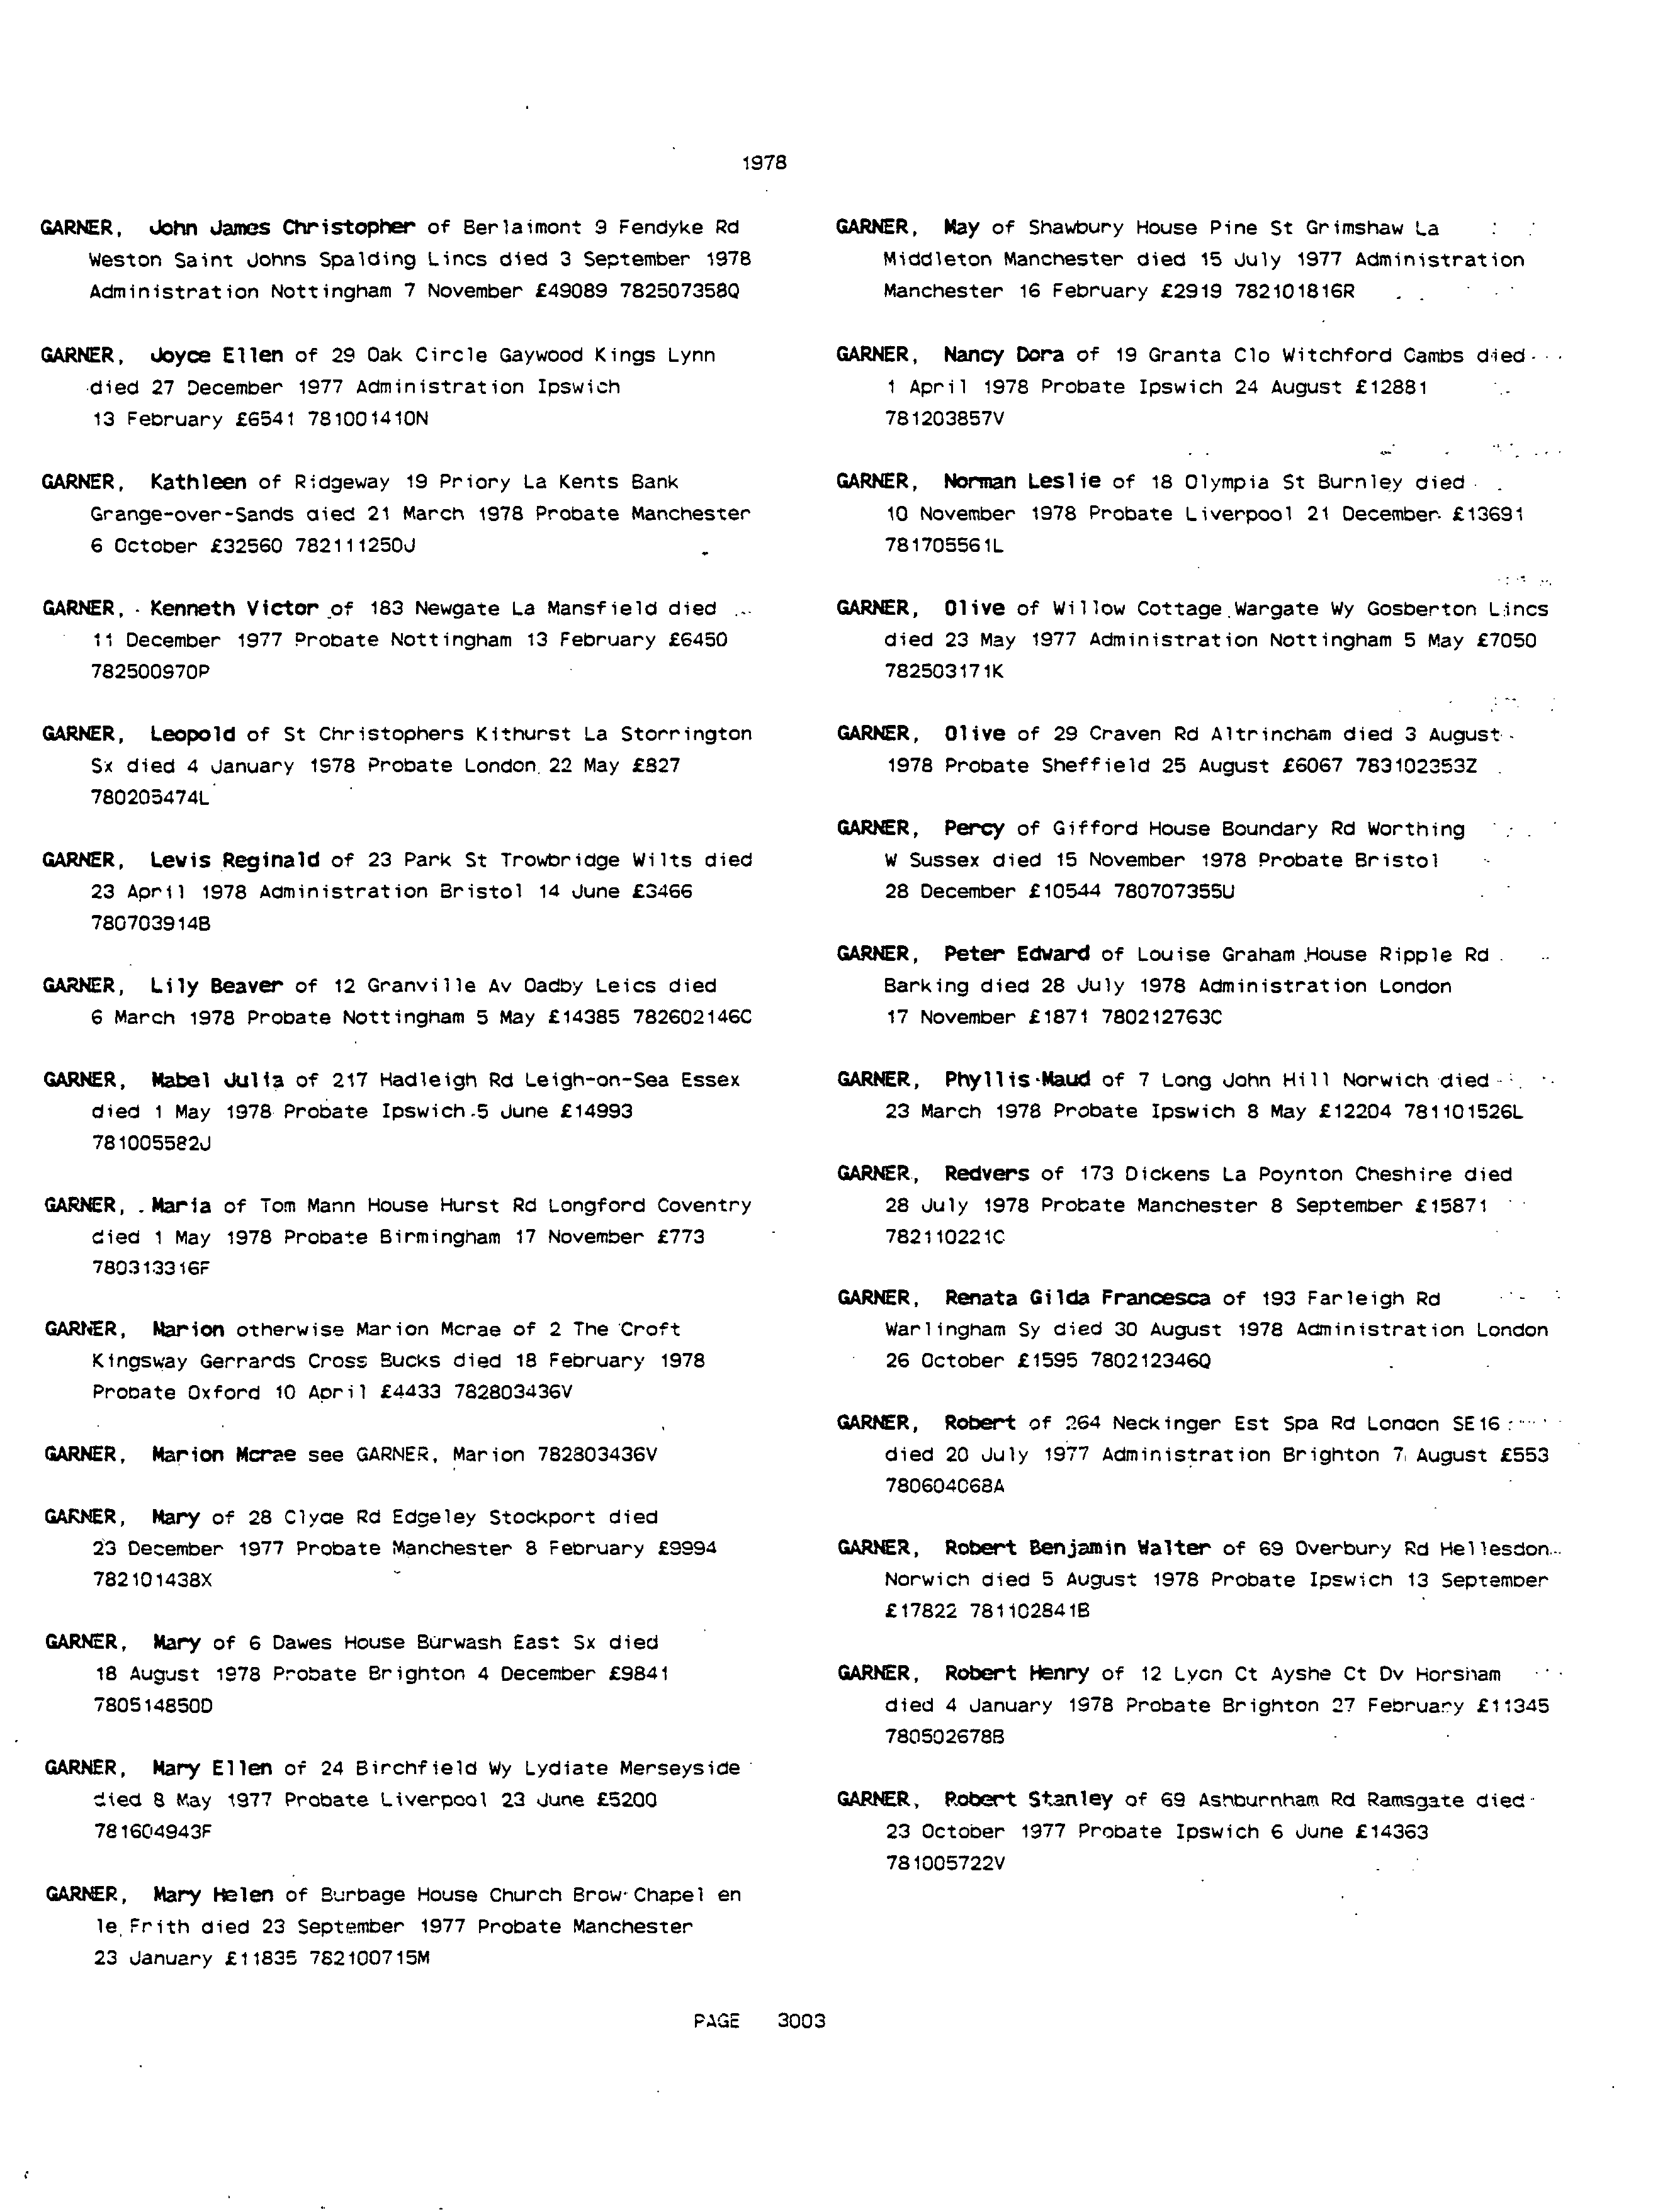 1978
GARNER, John James Christopher of Berlaimont 9 Fendyke Rd
Weston Saint Johns Spalding Lincs died 3 September 1978
Administration Nottingham 7 November £49089 782507358Q
GARNER, Joyce Ellen of 29 Oak Circle Gaywood Kings Lynn
died 27 December 1977 Administration Ipswich
13 February £6541 781001410N
GARNER, Kathleen of Ridgeway 19 Priory La Kents Bank
Grange-over-Sands died 21 March 1978 Probate Manchester
6 October £32560 782111250J
GARNER, Kenneth Victor of 183 Newgate La Mansfield died
11 December 1977 Probate Nottingham 13 February £6450
782500970P
GARNER, Leopold of St Christophers Kithurst La Storrington
Sx died 4 January 1978 Probate London 22 May £827
780205474L
GARNER, Levis Reginald of 23 Park St Trowbridge Wilts died
23 April 1978 Administration Bristol 14 June £3466
780703914B
GARNER, Lily Beaver of 12 Granville Av Oadby Leics died
6 March 1978 Probate Nottingham 5 May £14385 782602146C
GARNER, Mabel Julia of 217 Hadleigh Rd Leigh-on-Sea Essex
died 1 May 1978 Probate Ipswich 5 June £14993
781005582J
GARNER, Maria of Tom Mann House Hurst Rd Longford Coventry
died 1 May 1978 Probate Birmingham 17 November £773
780313316F
GARNER, Marion otherwise Marion Mcrae of 2 The Croft
Kingsway Gerrards Cross Bucks died 18 February 1978
Probate Oxford 10 April £4433 782803436V
GARNER, Marion Mcrae see GARNER, Marion 782803436V
GARNER, Mary of 28 Clyde Rd Edgeley Stockport died
23 December 1977 Probate Manchester 8 February £9994
782101438X
GARNER, Mary of 6 Dawes House Burwash East Sx died
18 August 1978 Probate Brighton 4 December £9841
780514850D
GARNER, Mary Ellen of 24 Birchfield Wy Lydiate Merseyside
died 8 May 1977 Probate Liverpool 23 June £5200
781604943F
GARNER, Mary Helen of Burbage House Church Brow Chapel en
le Frith died 23 September 1977 Probate Manchester
23 January £11835 782100715M
GARNER, May of Shawbury House Pine St Grimshaw La
Middleton Manchester died 15 July 1977 Administration
Manchester 16 February £2919 782101816R
GARNER, Nancy Dora of 19 Granta Clo Witchford Cambs died
1 April 1978 Probate Ipswich 24 August £12881
781203857V
GARNER, Norman Leslie of 18 Olympia St Burnley died
10 November 1978 Probate Liverpool 21 December £13691
781705561L
GARNER, Olive of Willow Cottage Wargate Wy Gosberton Lincs
died 23 May 1977 Administration Nottingham 5 May £7050
782503171K
GARNER, Olive of 29 Craven Rd Altrincham died 3 August
1978 Probate Sheffield 25 August £6067 783102353Z
GARNER, Percy of Gifford House Boundary Rd Worthing
W Sussex died 15 November 1978 Probate Bristol
28 December £10544 780707355U
GARNER, Peter Edward of Louise Graham House Ripple Rd
Barking died 28 July 1978 Administration London
17 November £1871 780212763C
GARNER, Phyllis Maud of 7 Long John Hill Norwich died
23 March 1978 Probate Ipswich 8 May £12204 781101526L
GARNER, Redvers of 173 Dickens La Poynton Cheshire died
28 July 1978 Probate Manchester 8 September £15871
782110221C
GARNER, Renata Gilda Francesca of 193 Farleigh Rd
Warlingham Sy died 30 August 1978 Administration London
26 October £1595 780212346Q
GARNER, Robert of 264 Neckinger Est Spa Rd London SE16
died 20 July 1977 Administration Brighton 7 August £553
780604068A
GARNER, Robert Benjamin Walter of 69 Overbury Rd Hellesdon
Norwich died 5 August 1978 Probate Ipswich 13 September
£17822 781102841B
GARNER, Robert Henry of 12 Lyon Ct Ayshe Ct Dv Horsham
died 4 January 1978 Probate Brighton 27 February £11345
780502678B
GARNER, Robert Stanley of 69 Ashburnham Rd Ramsgate died
23 October 1977 Probate Ipswich 6 June £14363
781005722V
PAGE 3003